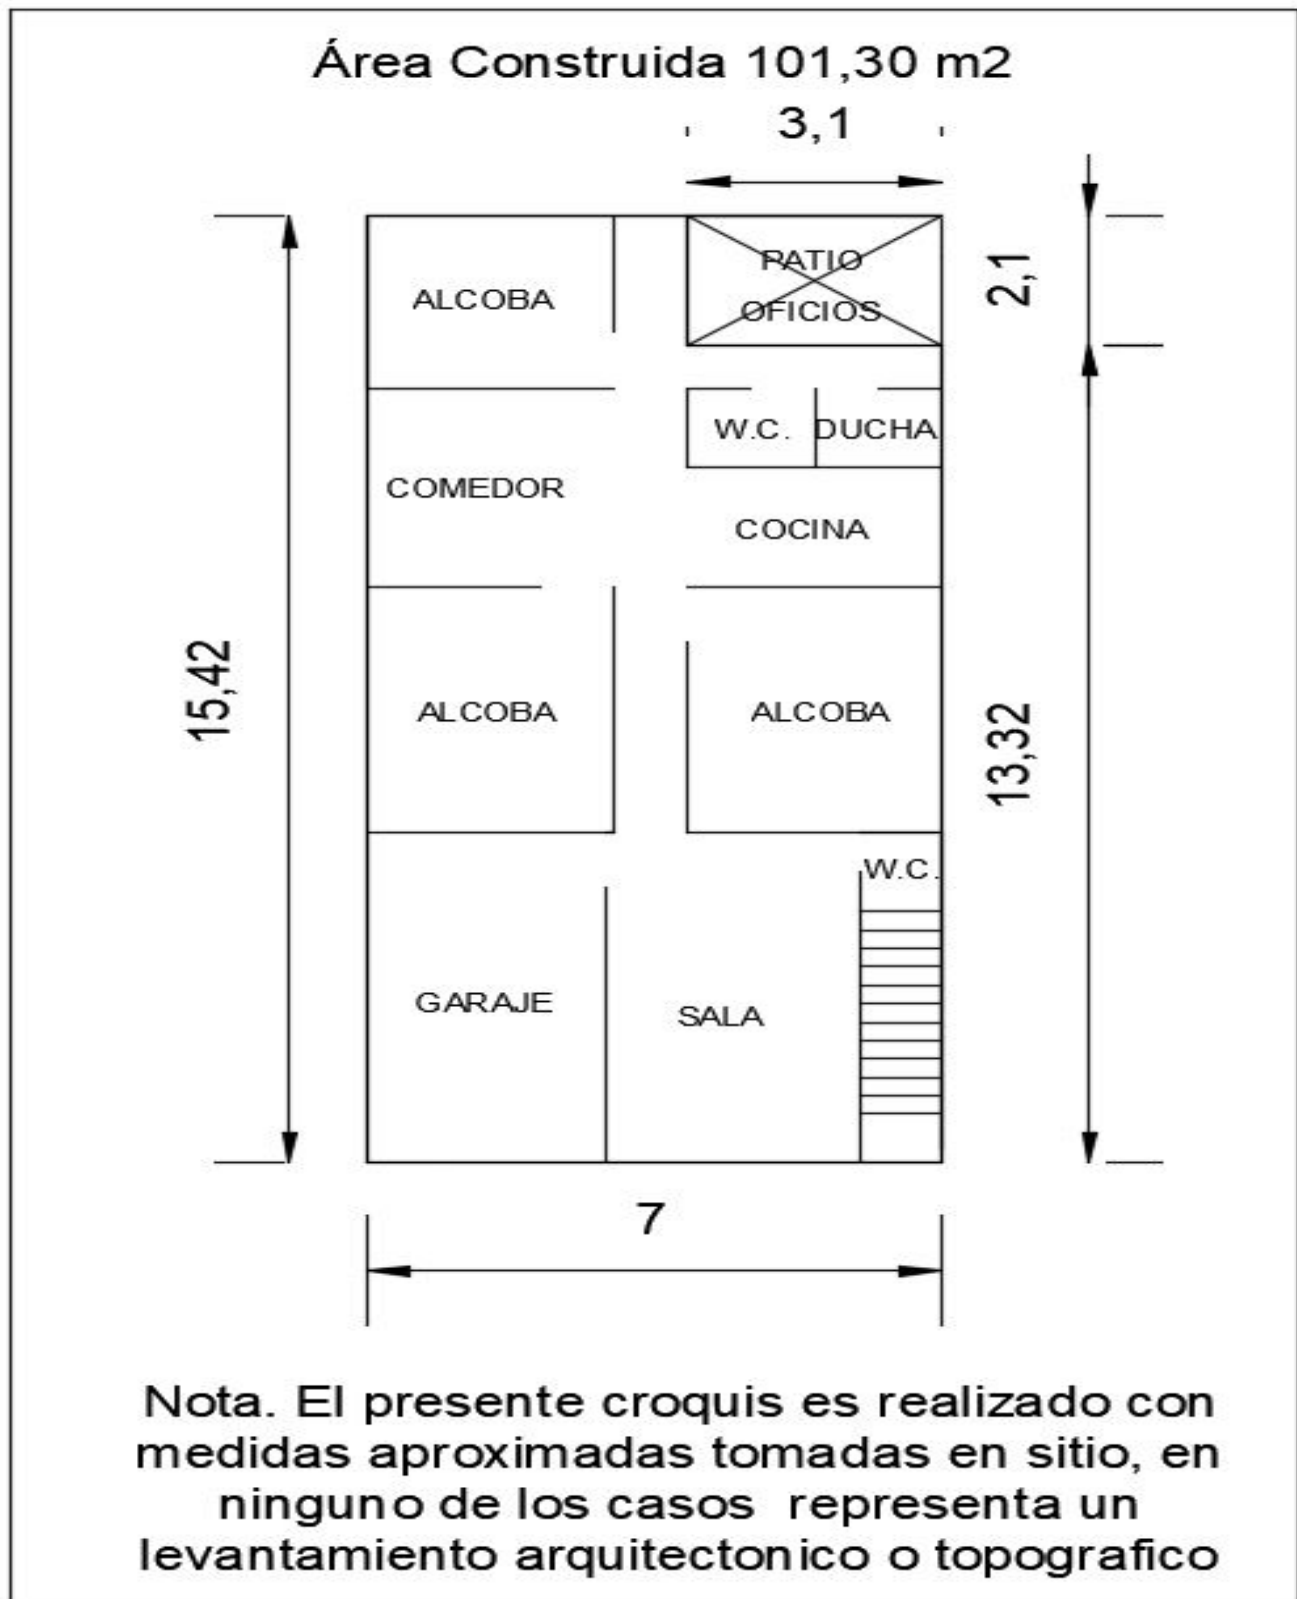 Área Construida 101,30 m2
3,1
PATIO
OFICIOS
2,1
ALCOBA
W.C.
DUCHA
COMEDOR
COCINA
15,42
ALCOBA
ALCOBA
13,32
W.C.
GARAJE
SALA
7
Nota. El presente croquis es realizado con
medidas aproximadas tomadas en sitio, en
ninguno de los casos representa un
levantamiento arquitectonico o topografico